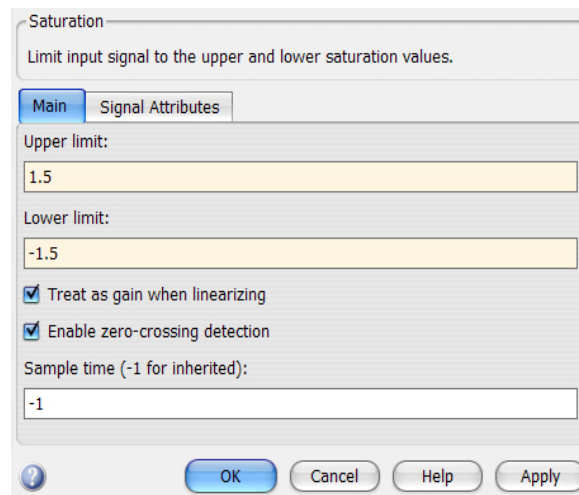 Saturation
Limit input signal to the upper and lower saturation values.
Main
Signal Attributes
Upper limit:
1.5
Lower limit:
-1.5
Treat as gain when linearizing
Enable zero-crossing detection
Sample time (-1 for inherited):
-1
?
OK
Cancel
Help
Apply